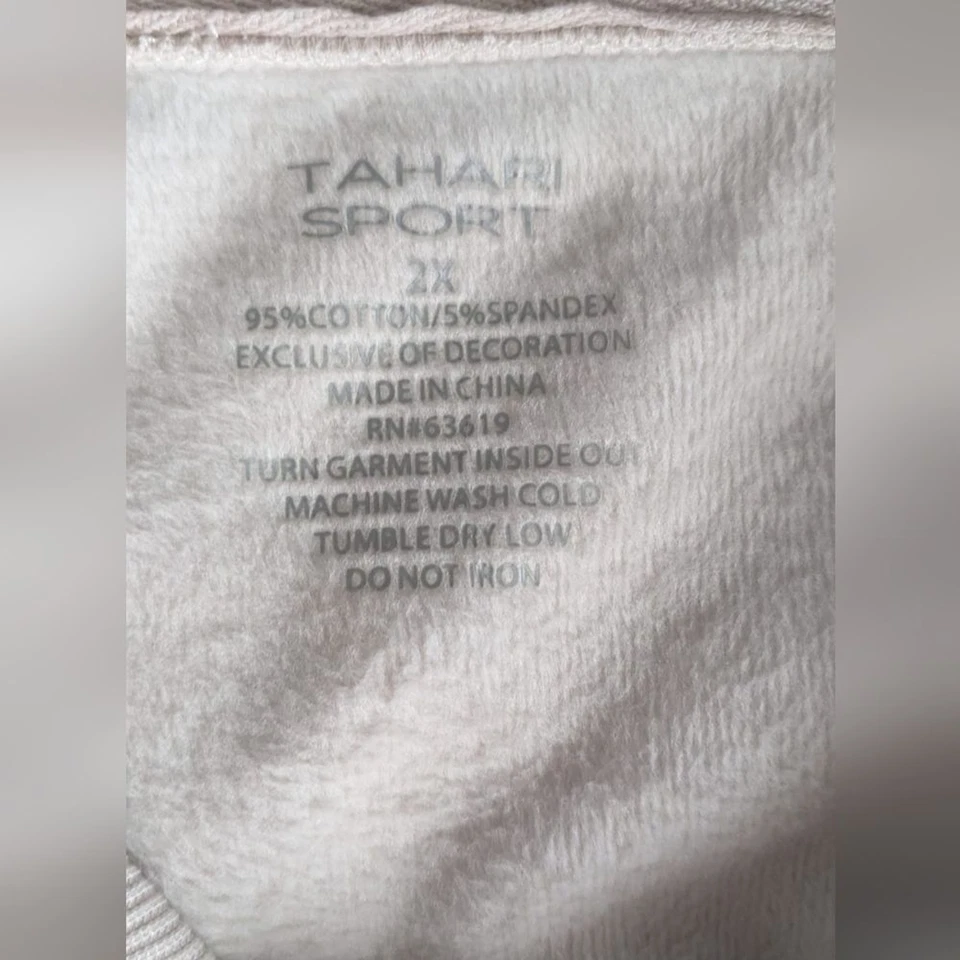 TAHARI
SPORT
2X
95%COTTON/5%SPANDEX
EXCLUSIVE OF DECORATION
MADE IN CHINA
RN#63619
TURN GARMENT INSIDE OUT
MACHINE WASH COLD
TUMBLE DRY LOW
DO NOT IRON